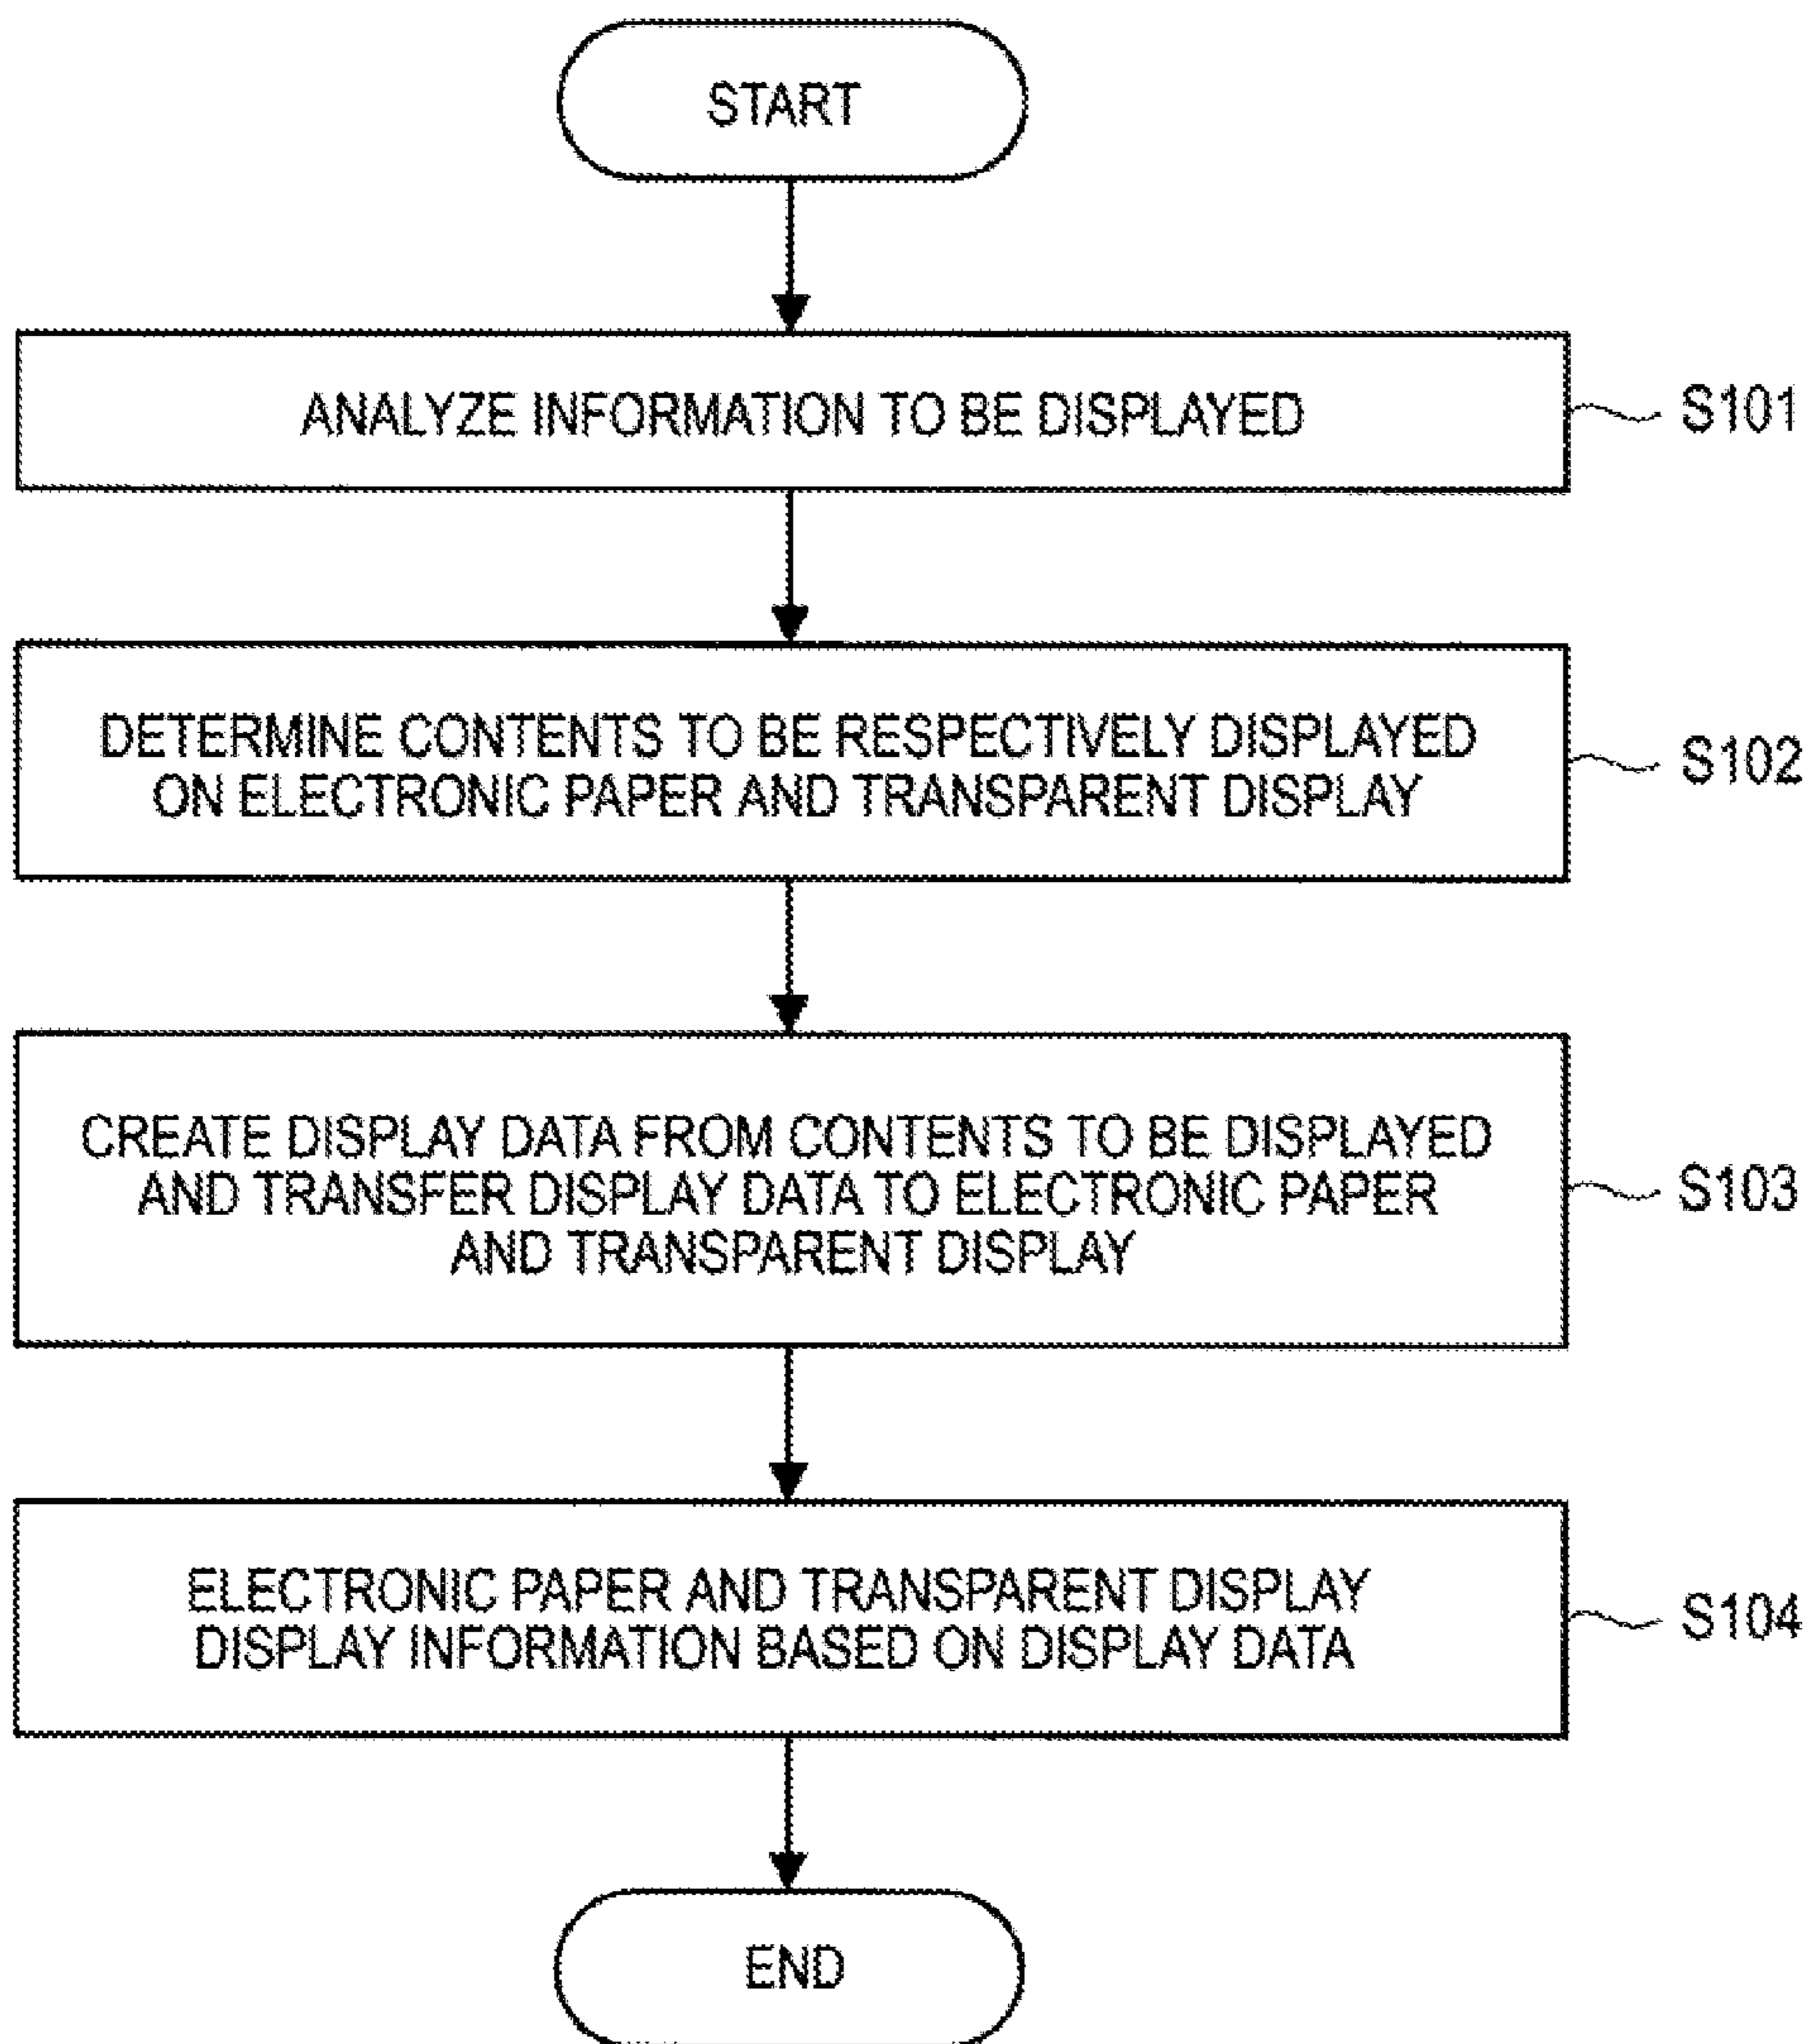 START
ANALYZE INFORMATION TO BE DISPLAYED
S101
DETERMINE CONTENTS TO BE RESPECTIVELY DISPLAYED
ON ELECTRONIC PAPER AND TRANSPARENT DISPLAY
S102
CREATE DISPLAY DATA FROM CONTENTS TO BE DISPLAYED
AND TRANSFER DISPLAY DATA TO ELECTRONIC PAPER
AND TRANSPARENT DISPLAY
S103
ELECTRONIC PAPER AND TRANSPARENT DISPLAY
DISPLAY INFORMATION BASED ON DISPLAY DATA
S104
END